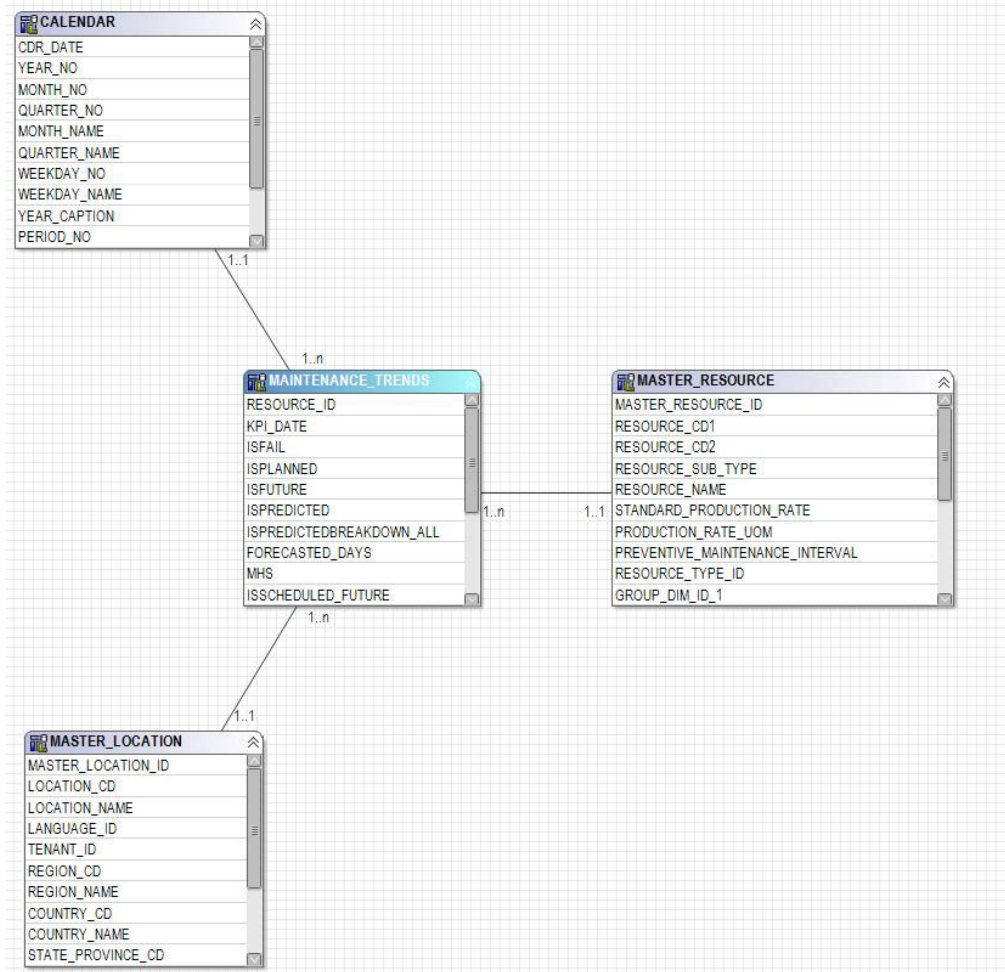 CALENDAR
CDR_DATE
YEAR_NO
MONTH_NO
QUARTER_NO
MONTH_NAME
QUARTER_NAME
WEEKDAY_NO
WEEKDAY_NAME
YEAR_CAPTION
PERIOD_NO
1..1
1..n
MAINTENANCE_TRENDS
RESOURCE_ID
KPI_DATE
ISFAIL
ISPLANNED
ISFUTURE
ISPREDICTED
ISPREDICTEDBREAKDOWN_ALL
FORECASTED_DAYS
MHS
ISSCHEDULED_FUTURE
1..n
1..1
MASTER_RESOURCE
MASTER_RESOURCE_ID
RESOURCE_CD1
RESOURCE_CD2
RESOURCE_SUB_TYPE
RESOURCE_NAME
STANDARD_PRODUCTION_RATE
PRODUCTION_RATE_UOM
PREVENTIVE_MAINTENANCE_INTERVAL
RESOURCE_TYPE_ID
GROUP_DIM_ID_1
1..n
1..1
MASTER_LOCATION
MASTER_LOCATION_ID
LOCATION_CD
LOCATION_NAME
LANGUAGE_ID
TENANT_ID
REGION_CD
REGION_NAME
COUNTRY_CD
COUNTRY_NAME
STATE_PROVINCE_CD